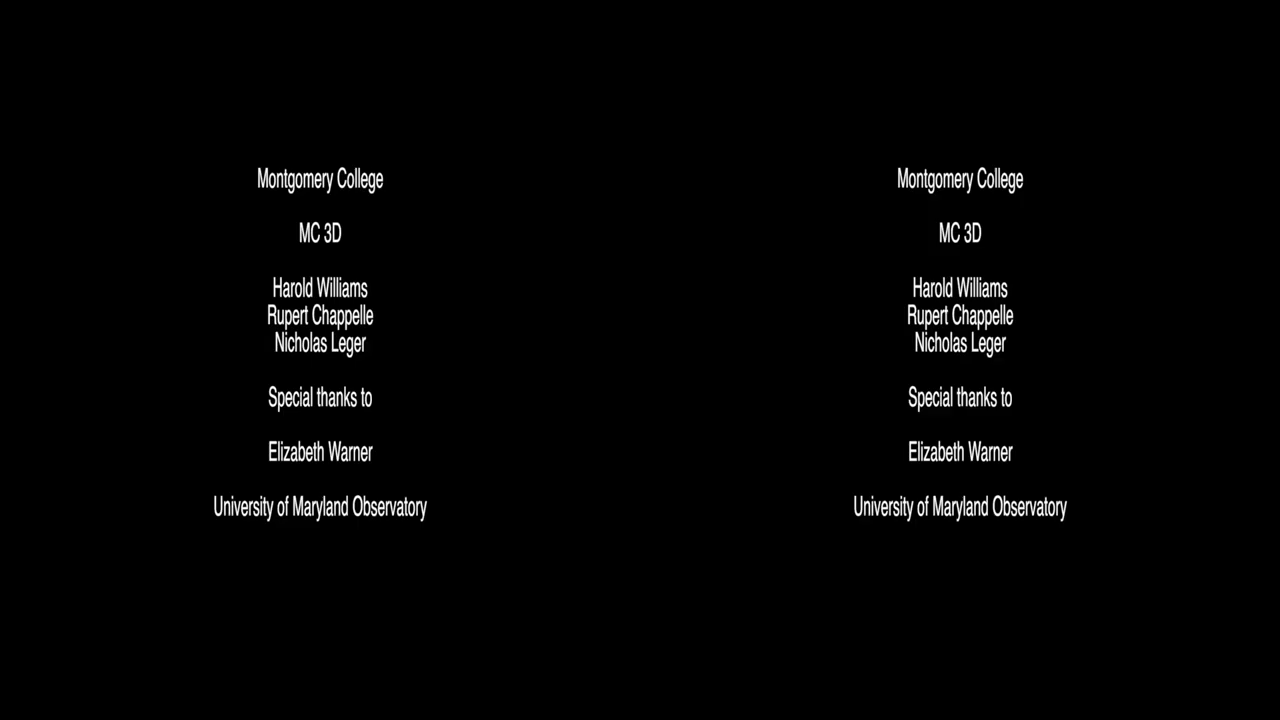 Montgomery College
MC 3D
Harold Williams
Rupert Chappelle
Nicholas Leger
Special thanks to
Elizabeth Warner
University of Maryland Observatory
Montgomery College
MC 3D
Harold Williams
Rupert Chappelle
Nicholas Leger
Special thanks to
Elizabeth Warner
University of Maryland Observatory